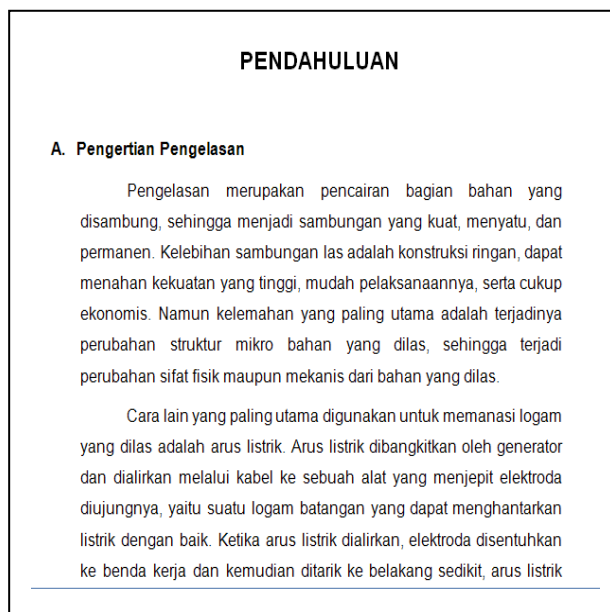 PENDAHULUAN
A. Pengertian Pengelasan
Pengelasan merupakan pencairan bagian bahan yang
disambung, sehingga menjadi sambungan yang kuat, menyatu, dan
permanen. Kelebihan sambungan las adalah konstruksi ringan, dapat
menahan kekuatan yang tinggi, mudah pelaksanaannya, serta cukup
ekonomis. Namun kelemahan yang paling utama adalah terjadinya
perubahan struktur mikro bahan yang dilas, sehingga terjadi
perubahan sifat fisik maupun mekanis dari bahan yang dilas.
Cara lain yang paling utama digunakan untuk memanasi logam
yang dilas adalah arus listrik. Arus listrik dibangkitkan oleh generator
dan dialirkan melalui kabel ke sebuah alat yang menjepit elektroda
diujungnya, yaitu suatu logam batangan yang dapat menghantarkan
listrik dengan baik. Ketika arus listrik dialirkan, elektroda disentuhkan
ke benda kerja dan kemudian ditarik ke belakang sedikit, arus listrik